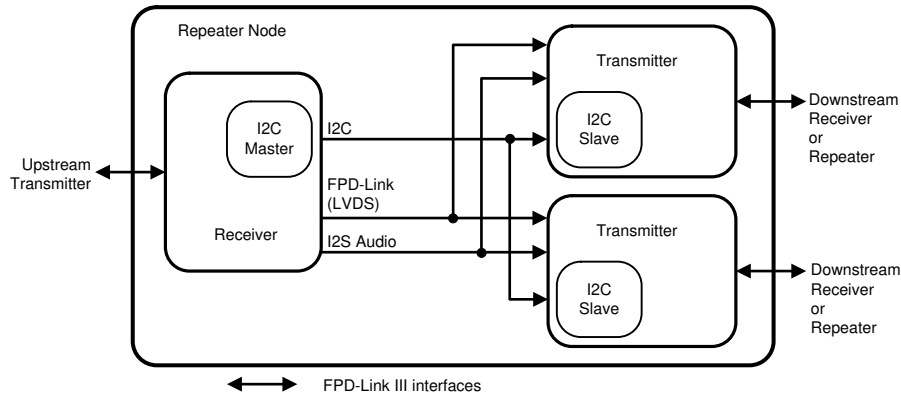 Repeater Node
Upstream
Transmitter
I2C
Master
Receiver
I2C
FPD-Link
(LVDS)
I2S Audio
Transmitter
I2C
Slave
Downstream
Receiver
or
Repeater
Transmitter
I2C
Slave
Downstream
Receiver
or
Repeater
FPD-Link III interfaces